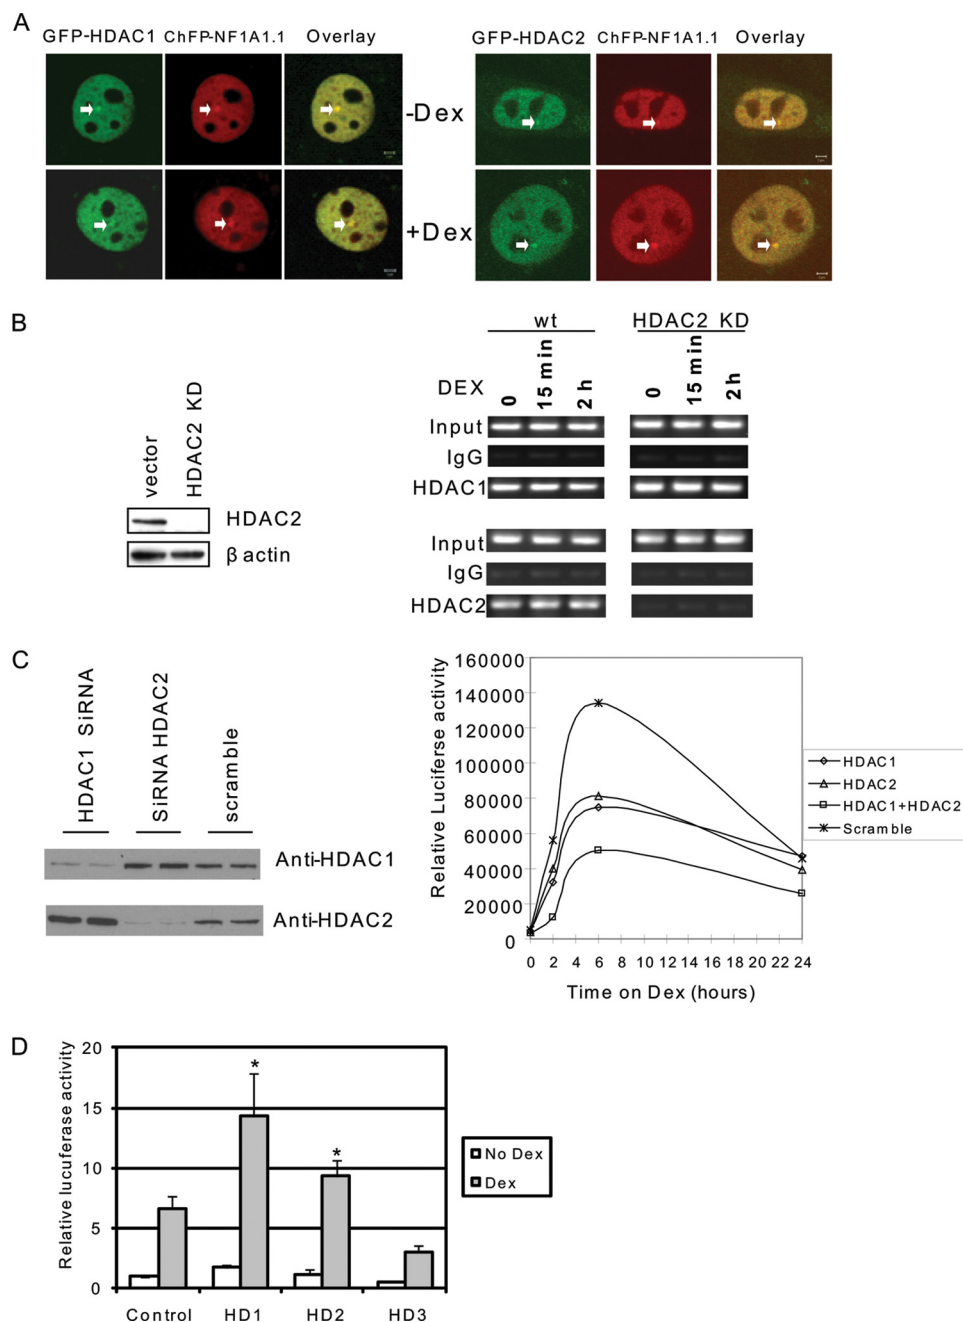 A
GFP-HDAC1 ChFP-NF1A1.1 Overlay
GFP-HDAC2 ChFP-NF1A1.1 Overlay
-Dex
+Dex
B
vector
HDAC2 KD
HDAC2
β actin
wt
HDAC2 KD
DEX
0
15 min
2 h
0
15 min
2h
Input
IgG
HDAC1
Input
IgG
HDAC2
C
HDAC1 SiRNA
SiRNA HDAC2
scramble
Anti-HDAC1
Anti-HDAC2
Relative Luciferse activity
160000
140000
120000
100000
80000
60000
40000
20000
0
0 2 4 6 8 10 12 14 16 18 20 22 24
Time on Dex (hours)
HDAC1
HDAC2
HDAC1+HDAC2
Scramble
D
Relative lucuferase activity
20
15
10
5
0
* *
Control HD1 HD2 HD3
No Dex
Dex